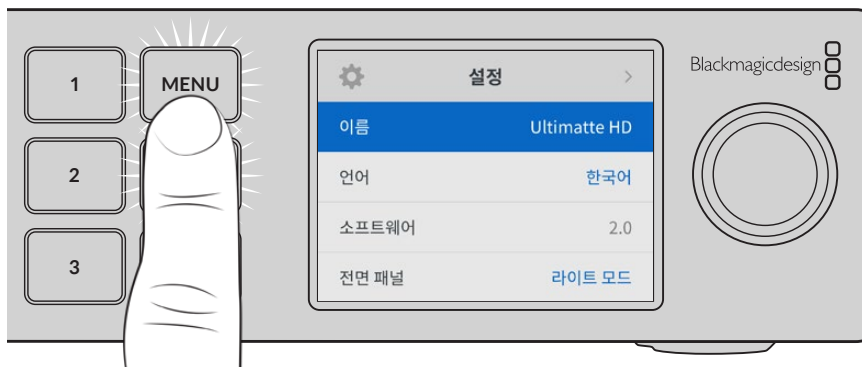 1
MENU
2
3
설정
이름 Ultimatte HD
언어 한국어
소프트웨어 2.0
전면 패널 라이트 모드
Blackmagicdesign